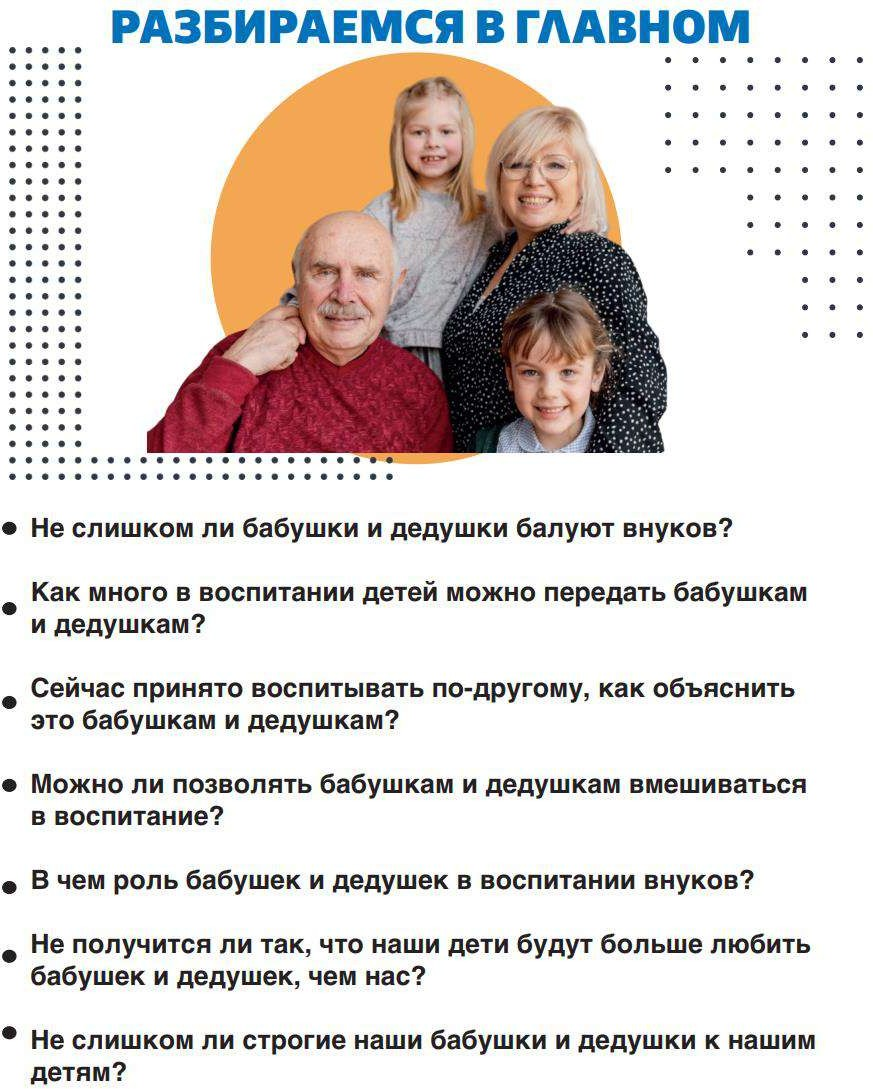 РАЗБИРАЕМСЯ В ГЛАВНОМ
• Не слишком ли бабушки и дедушки балуют внуков?
• Как много в воспитании детей можно передать бабушкам
и дедушкам?
• Сейчас принято воспитывать по-другому, как объяснить
это бабушкам и дедушкам?
• Можно ли позволять бабушкам и дедушкам вмешиваться
в воспитание?
• В чем роль бабушек и дедушек в воспитании внуков?
• Не получится ли так, что наши дети будут больше любить
бабушек и дедушек, чем нас?
• Не слишком ли строгие наши бабушки и дедушки к нашим
детям?